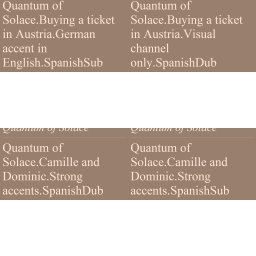 Quantum of
Solace.Buying a ticket
in Austria.German
accent in
English.SpanishSub
Quantum of
Solace.Buying a ticket
in Austria.Visual
channel
only.SpanishDub
Quantum of Solace
Quantum of Solace
Quantum of
Solace.Camille and
Dominic.Strong
accents.SpanishDub
Quantum of
Solace.Camille and
Dominic.Strong
accents.SpanishSub